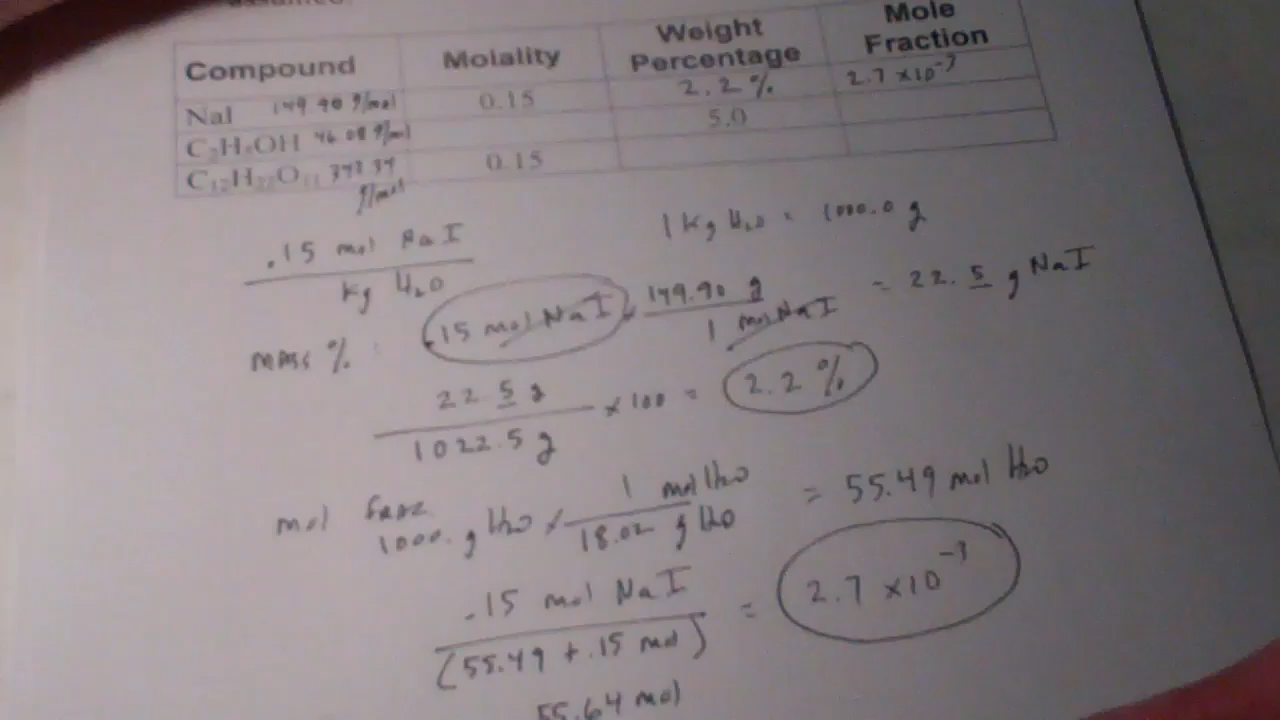 Compound Molality Weight Percentage Mole Fraction
NaI 149.90 g/mol 0.15 2.2 % 2.7 x10⁻³
C₂H₅OH 46.08 g/mol 5.0
C₁₂H₂₂O₁₁ 342.34 g/mol 0.15
.15 mol NaI
kg H₂O
1 kg H₂O = 1000.0 g
mass % : .15 mol NaI · 149.90 g / 1 mol NaI = 22.5 g NaI
22.5 g / 1022.5 g x 100 = 2.2 %
mol frac
1000. g H₂O x 1 mol H₂O / 18.02 g H₂O = 55.49 mol H₂O
.15 mol NaI / (55.49 + .15 mol) = 2.7 x10⁻³
55.64 mol